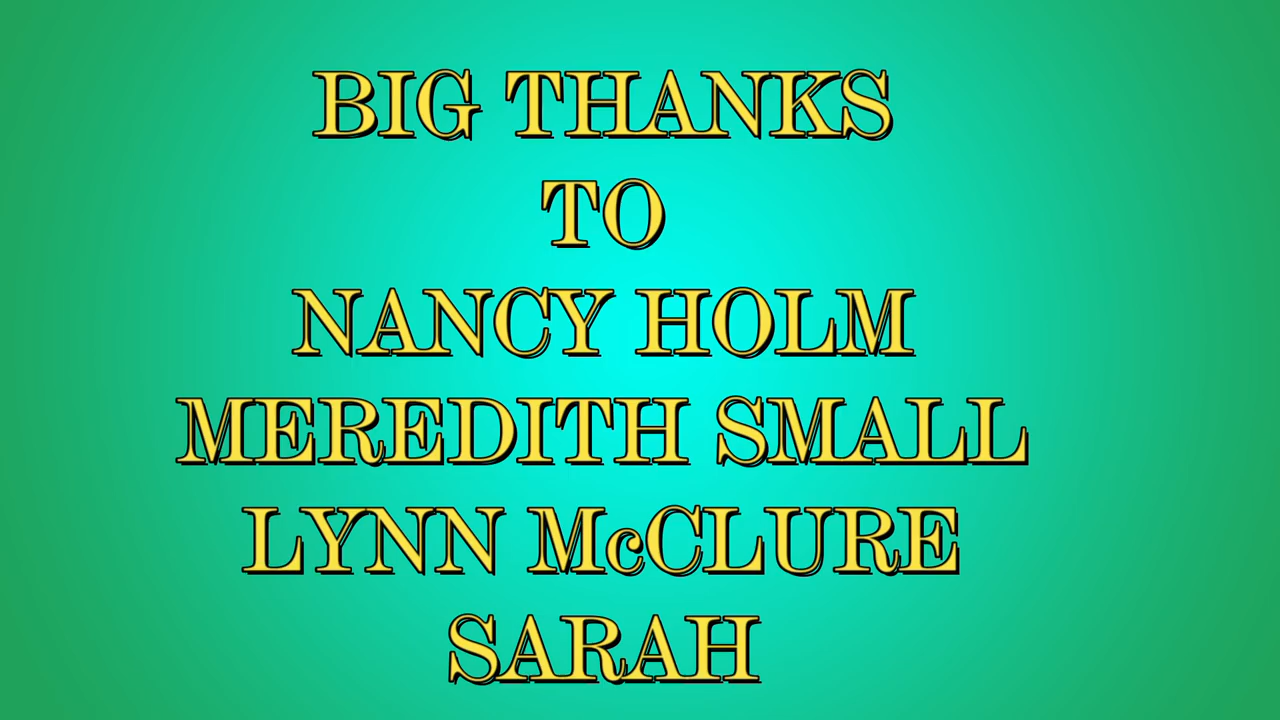 BIG THANKS
TO
NANCY HOLM
MEREDITH SMALL
LYNN McCLURE
SARAH